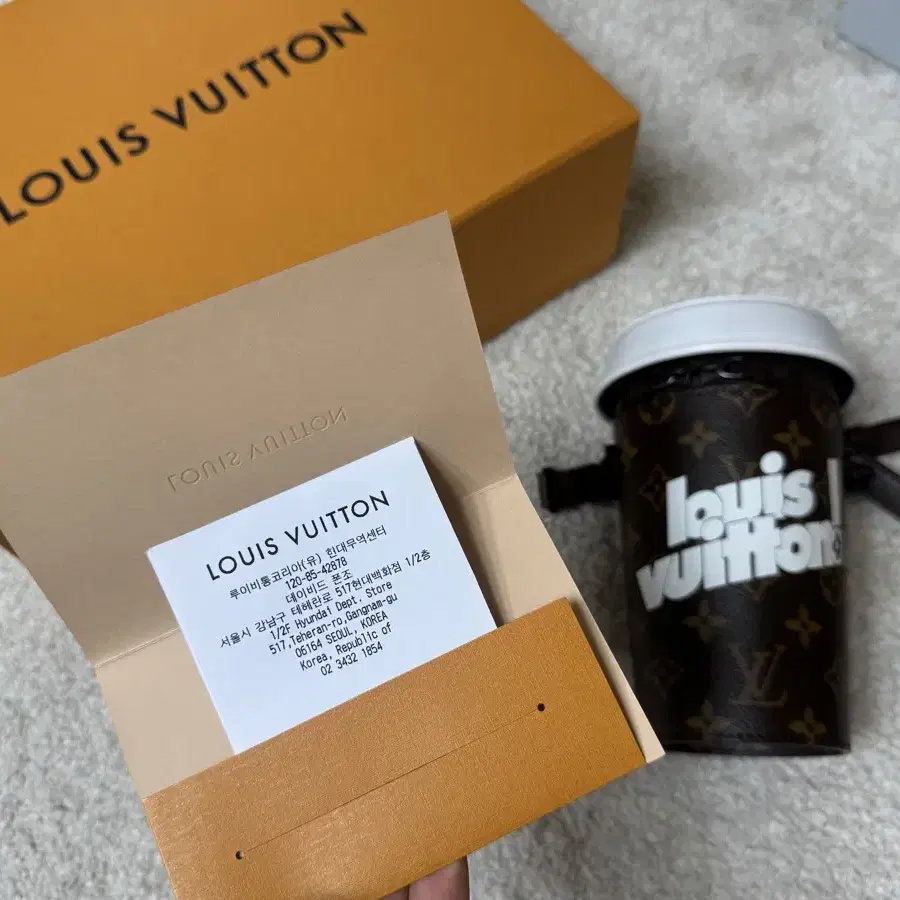 LOUIS VUITTON
LOUIS VUITTON
LOUIS VUITTON
루이비통코리아(유) 현대무역센터
120-85-42878
데이비드 폰조
서울시 강남구 테헤란로 517현대백화점 1/2층
1/2F Hyundai Dept. Store
517,Teheran-ro,Gangnam-gu
06164 SEOUL, KOREA
Korea, Republic of
02 3432 1854
louis
vuitton
LV